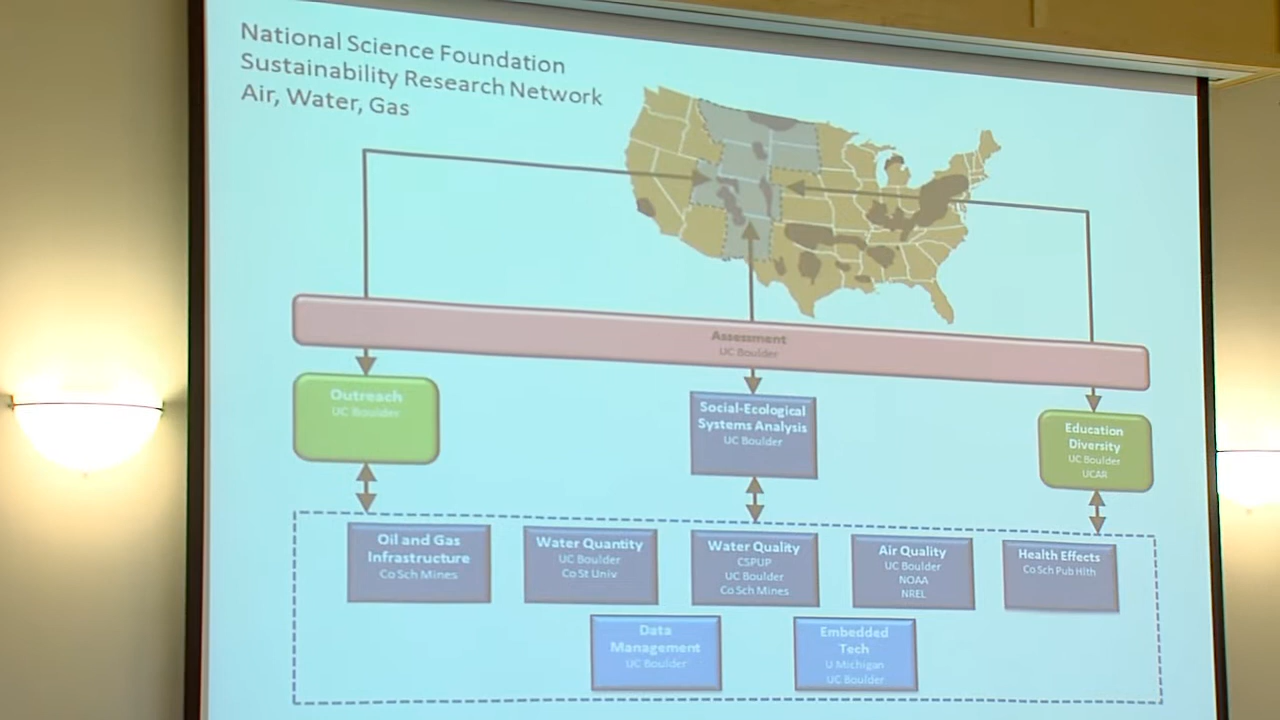 National Science Foundation
Sustainability Research Network
Air, Water, Gas
Assessment
UC Boulder
Outreach
UC Boulder
Social-Ecological
Systems Analysis
UC Boulder
Education
Diversity
UC Boulder
UCAR
Oil and Gas
Infrastructure
Co Sch Mines
Water Quantity
UC Boulder
Co St Univ
Water Quality
CSPUP
UC Boulder
Co Sch Mines
Air Quality
UC Boulder
NOAA
NREL
Health Effects
Co Sch Pub Hlth
Data
Management
UC Boulder
Embedded
Tech
U Michigan
UC Boulder